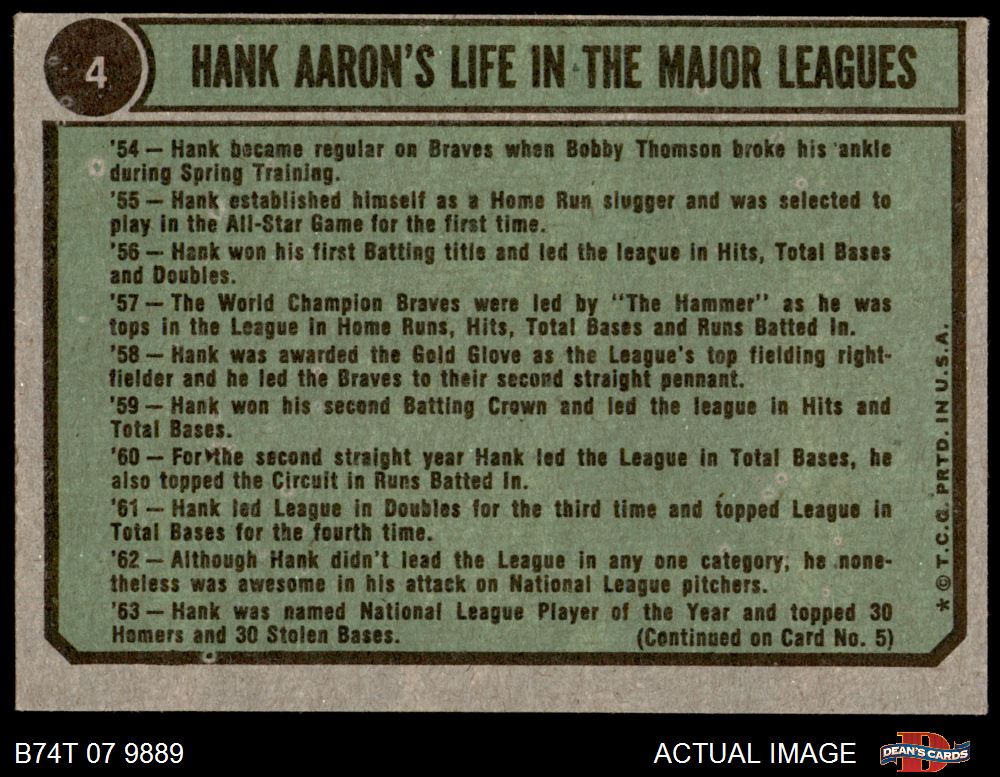 4
HANK AARON'S LIFE IN THE MAJOR LEAGUES
'54 — Hank became regular on Braves when Bobby Thomson broke his ankle
during Spring Training.
'55 — Hank established himself as a Home Run slugger and was selected to
play in the All-Star Game for the first time.
'56 — Hank won his first Batting title and led the league in Hits, Total Bases
and Doubles.
'57 — The World Champion Braves were led by "The Hammer" as he was
tops in the League in Home Runs, Hits, Total Bases and Runs Batted In.
'58 — Hank was awarded the Gold Glove as the League's top fielding right-
fielder and he led the Braves to their second straight pennant.
'59 — Hank won his second Batting Crown and led the league in Hits and
Total Bases.
'60 — For the second straight year Hank led the League in Total Bases, he
also topped the Circuit in Runs Batted In.
'61 — Hank led League in Doubles for the third time and topped League in
Total Bases for the fourth time.
'62 — Although Hank didn't lead the League in any one category, he none-
theless was awesome in his attack on National League pitchers.
'63 — Hank was named National League Player of the Year and topped 30
Homers and 30 Stolen Bases. (Continued on Card No. 5)
* © T.C.G. PRTD. IN U.S.A.
B74T 07 9889
ACTUAL IMAGE
DEAN'S CARDS